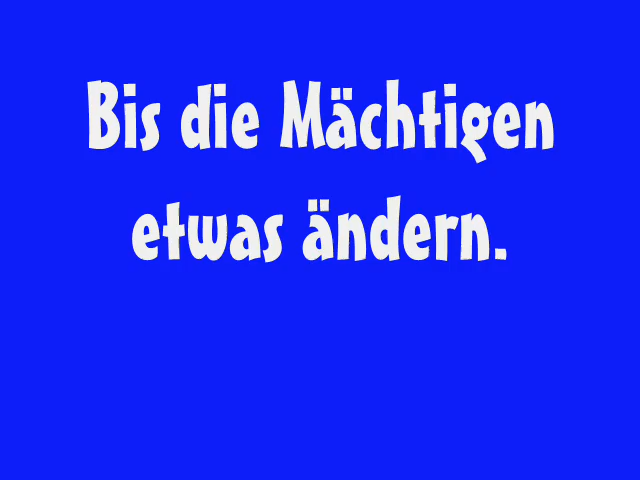 Bis die Mächtigen
etwas ändern.